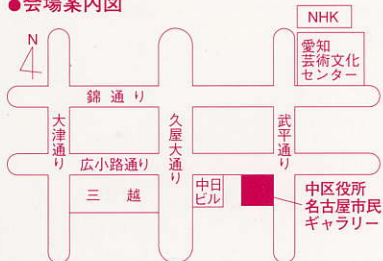 ●会場案内図
NHK
N
愛知
芸術文化
センター
錦通り
大津通り
久屋大通り
武平通り
広小路通り
三越
中日
ビル
中区役所
名古屋市民
ギャラリー